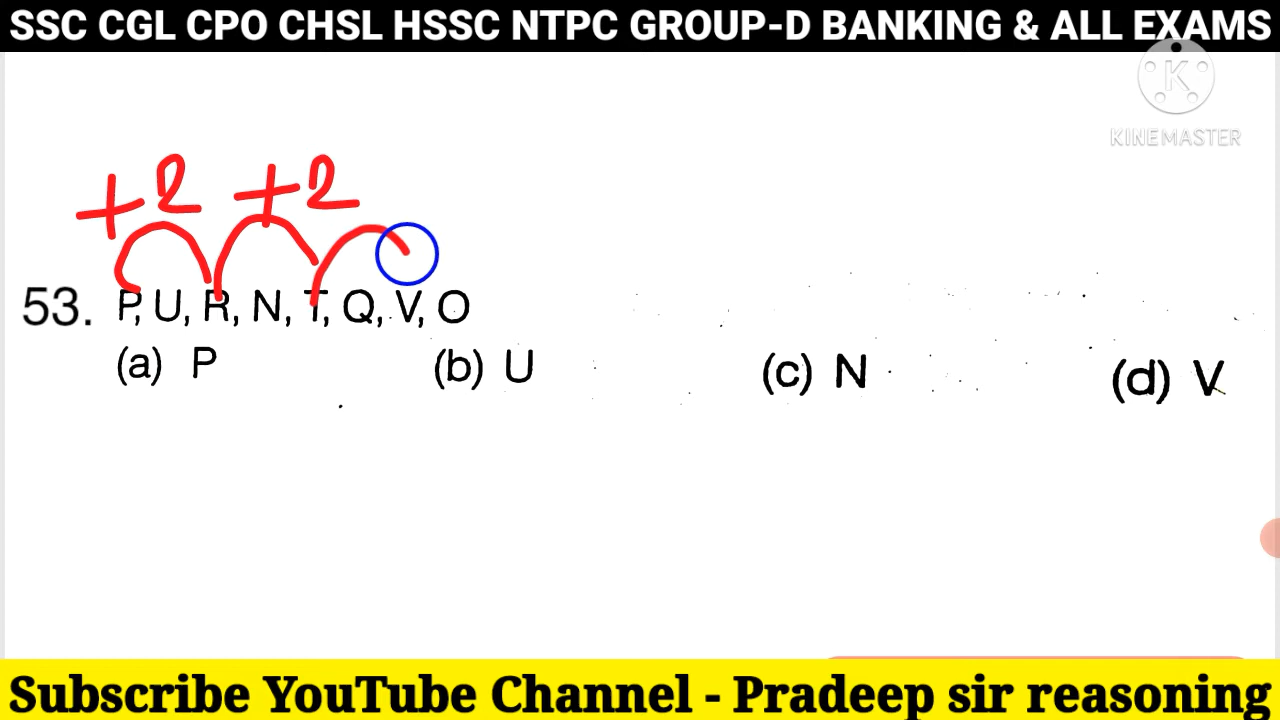 SSC CGL CPO CHSL HSSC NTPC GROUP-D BANKING & ALL EXAMS
K
KINEMASTER
+2 +2
53. P, U, R, N, T, Q, V, O
(a) P (b) U (c) N (d) V
Subscribe YouTube Channel - Pradeep sir reasoning